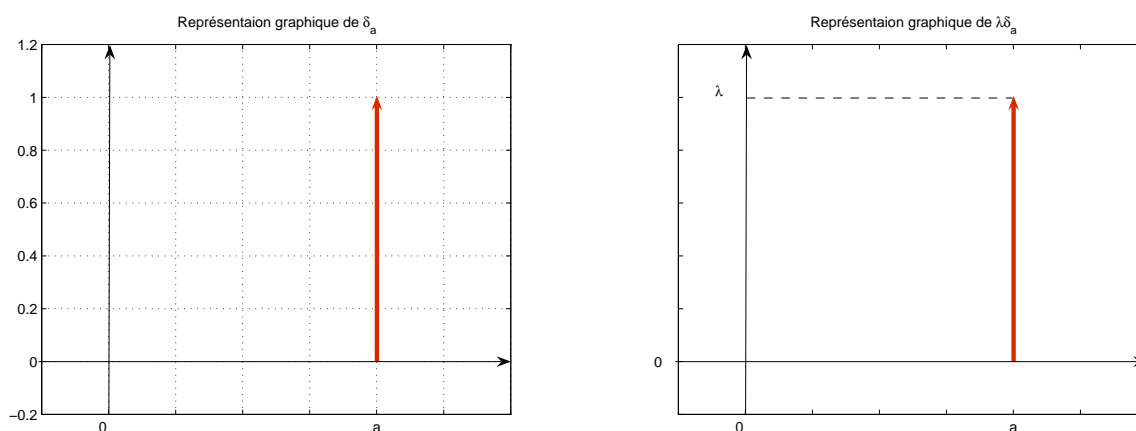 Représentaion graphique de δa
1.2
1
0.8
0.6
0.4
0.2
0
−0.2
0
a
Représentaion graphique de λδa
λ
0
0
a